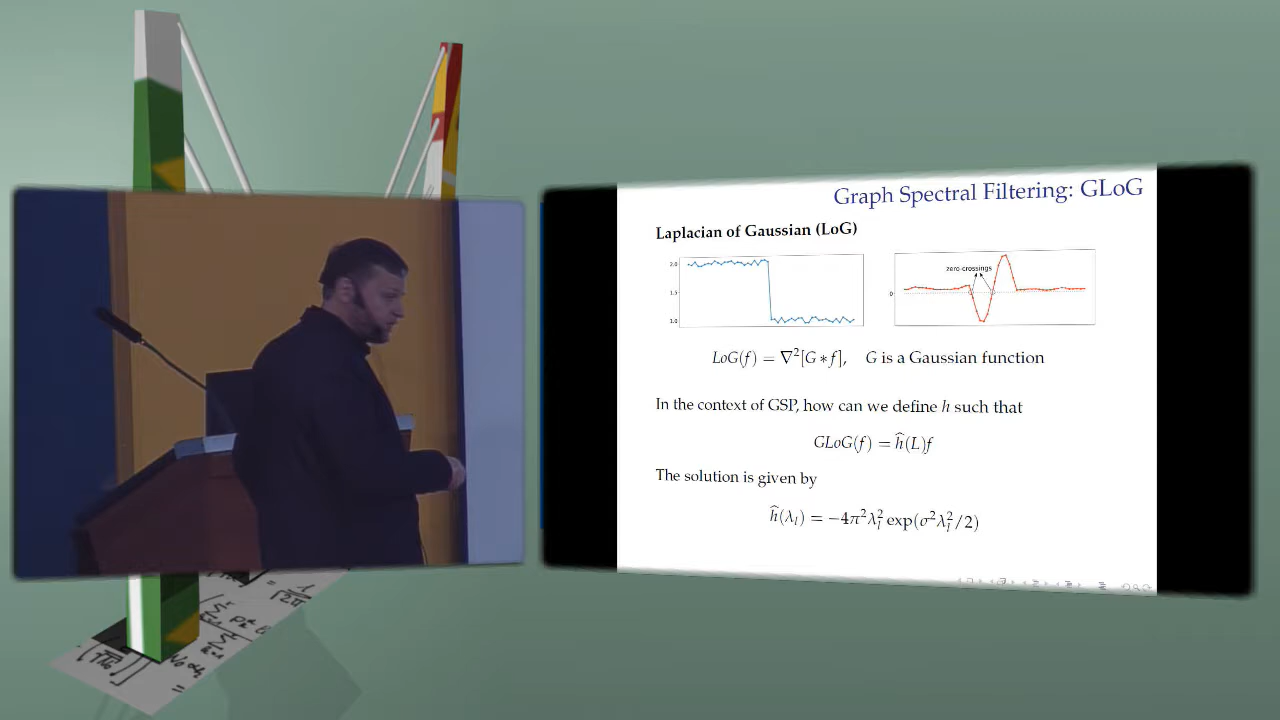 Graph Spectral Filtering: GLoG
Laplacian of Gaussian (LoG)
2.0
1.5
1.0
zero-crossings
0
LoG(f) = ∇²[G ∗ f], G is a Gaussian function
In the context of GSP, how can we define h such that
GLoG(f) = ĥ(L)f
The solution is given by
ĥ(λ_l) = −4π²λ_l² exp(σ²λ_l²/2)